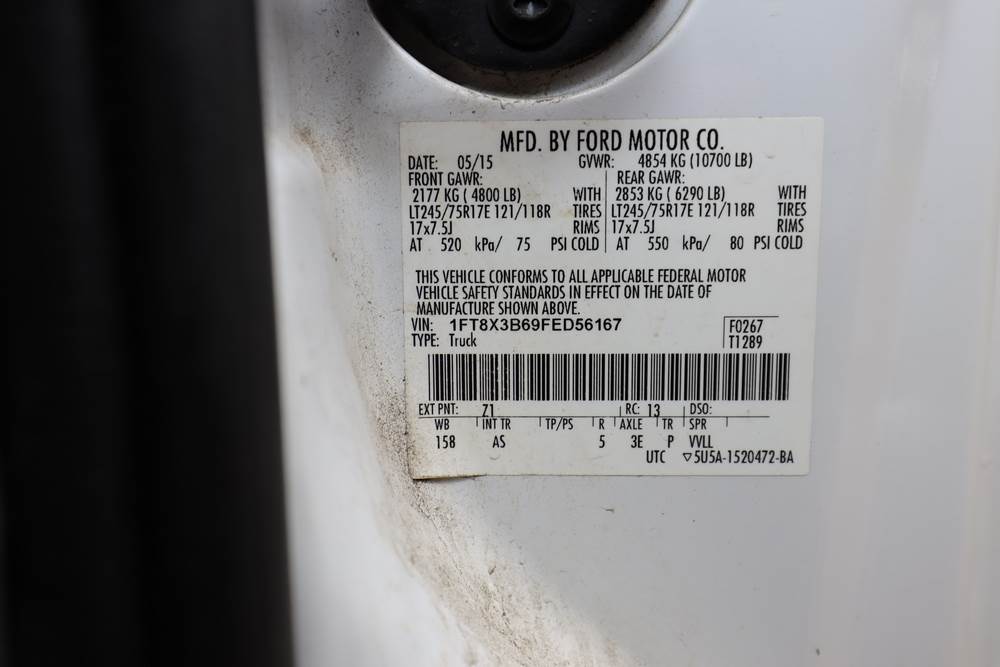 MFD. BY FORD MOTOR CO.
DATE: 05/15 GVWR: 4854 KG (10700 LB)
FRONT GAWR: REAR GAWR:
2177 KG ( 4800 LB) WITH 2853 KG ( 6290 LB) WITH
LT245/75R17E 121/118R TIRES LT245/75R17E 121/118R TIRES
17x7.5J RIMS 17x7.5J RIMS
AT 520 kPa/ 75 PSI COLD AT 550 kPa/ 80 PSI COLD
THIS VEHICLE CONFORMS TO ALL APPLICABLE FEDERAL MOTOR
VEHICLE SAFETY STANDARDS IN EFFECT ON THE DATE OF
MANUFACTURE SHOWN ABOVE.
VIN: 1FT8X3B69FED56167 F0267
TYPE: Truck T1289
EXT PNT: Z1 RC: 13 DSO:
WB INT TR TP/PS R AXLE TR SPR
158 AS 5 3E P VVLL
UTC ▽5U5A-1520472-BA